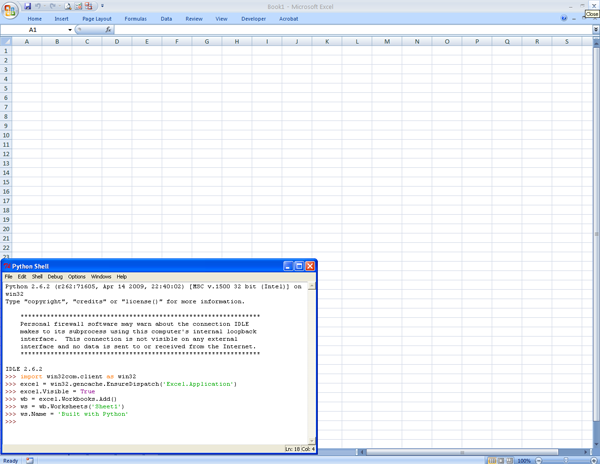 Book1 - Microsoft Excel
Close
Home Insert Page Layout Formulas Data Review View Developer Acrobat
A1 fx
A B C D E F G H I J K L M N O P Q R S
1
2
3
4
5
6
7
8
9
10
11
12
13
14
15
16
17
18
19
20
21
22
23
Python Shell
File Edit Shell Debug Options Windows Help
Python 2.6.2 (r262:71605, Apr 14 2009, 22:40:02) [MSC v.1500 32 bit (Intel)] on
win32
Type "copyright", "credits" or "license()" for more information.
****************************************************************
Personal firewall software may warn about the connection IDLE
makes to its subprocess using this computer's internal loopback
interface.  This connection is not visible on any external
interface and no data is sent to or received from the Internet.
****************************************************************
IDLE 2.6.2
>>> import win32com.client as win32
>>> excel = win32.gencache.EnsureDispatch('Excel.Application')
>>> excel.Visible = True
>>> wb = excel.Workbooks.Add()
>>> ws = wb.Worksheets('Sheet1')
>>> ws.Name = 'Built with Python'
>>>
Ln: 18 Col: 4
Ready 100%